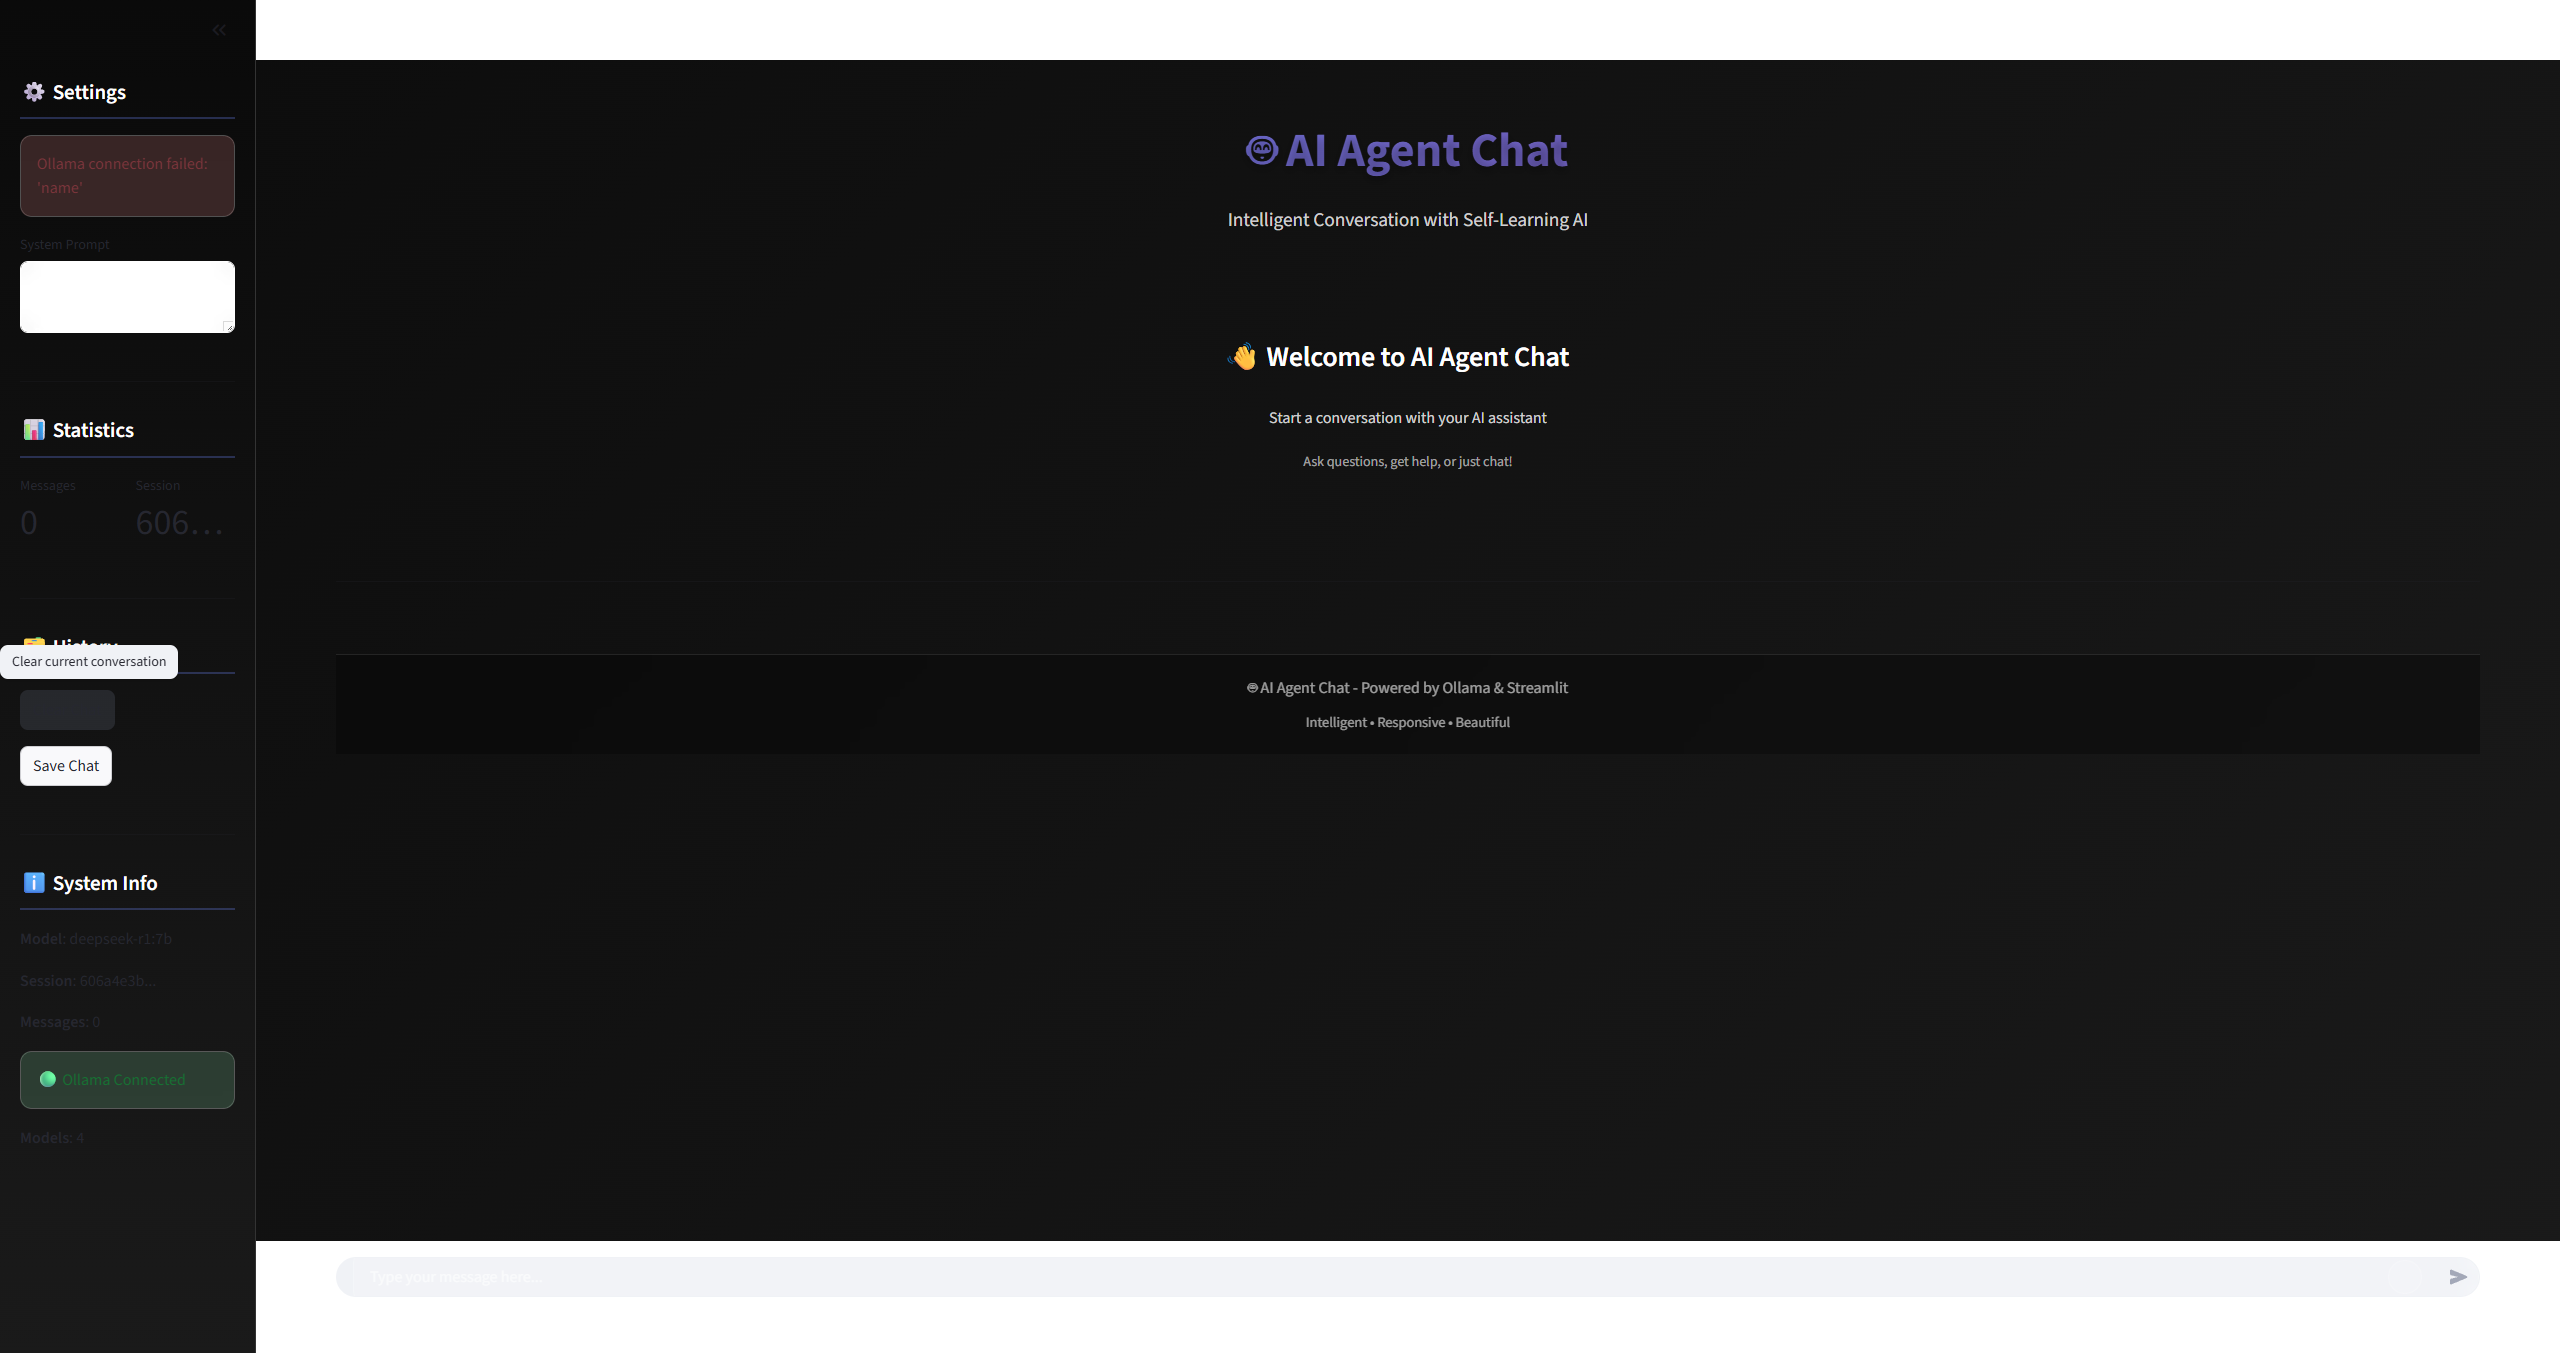 Settings
Ollama connection failed:
'name'
System Prompt
Statistics
Messages
Session
0
606...
History
Clear current conversation
Save Chat
System Info
Model: deepseek-r1:7b
Session: 606a4e3b...
Messages: 0
Ollama Connected
Models: 4
AI Agent Chat
Intelligent Conversation with Self-Learning AI
Welcome to AI Agent Chat
Start a conversation with your AI assistant
Ask questions, get help, or just chat!
AI Agent Chat - Powered by Ollama & Streamlit
Intelligent • Responsive • Beautiful
Type your message here...